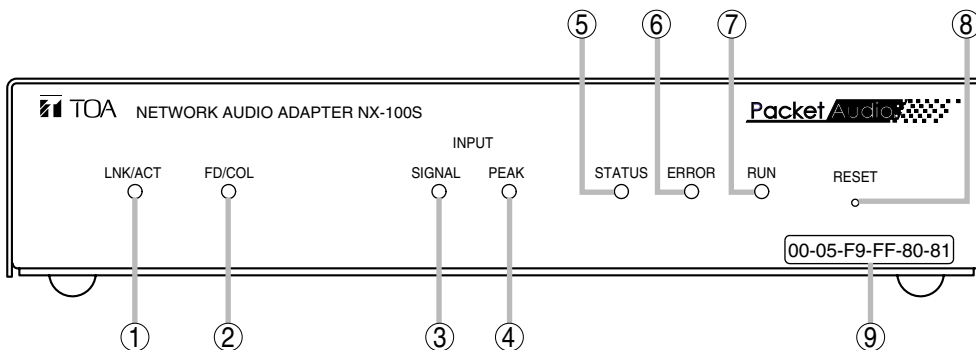 ⑤ ⑥ ⑦ ⑧
TOA NETWORK AUDIO ADAPTER NX-100S Packet Audio
INPUT
LNK/ACT FD/COL SIGNAL PEAK STATUS ERROR RUN RESET
00-05-F9-FF-80-81
① ② ③ ④ ⑨